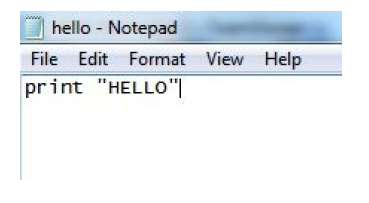 hello - Notepad
File Edit Format View Help
print "HELLO"